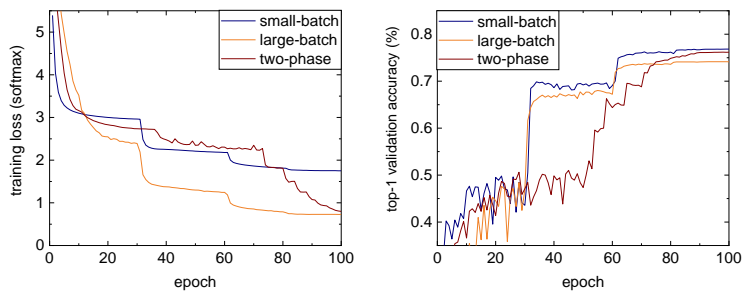 training loss (softmax)
5
4
3
2
1
0
small-batch
large-batch
two-phase
0 20 40 60 80 100
epoch
top-1 validation accuracy (%)
0.8
0.7
0.6
0.5
0.4
small-batch
large-batch
two-phase
0 20 40 60 80 100
epoch